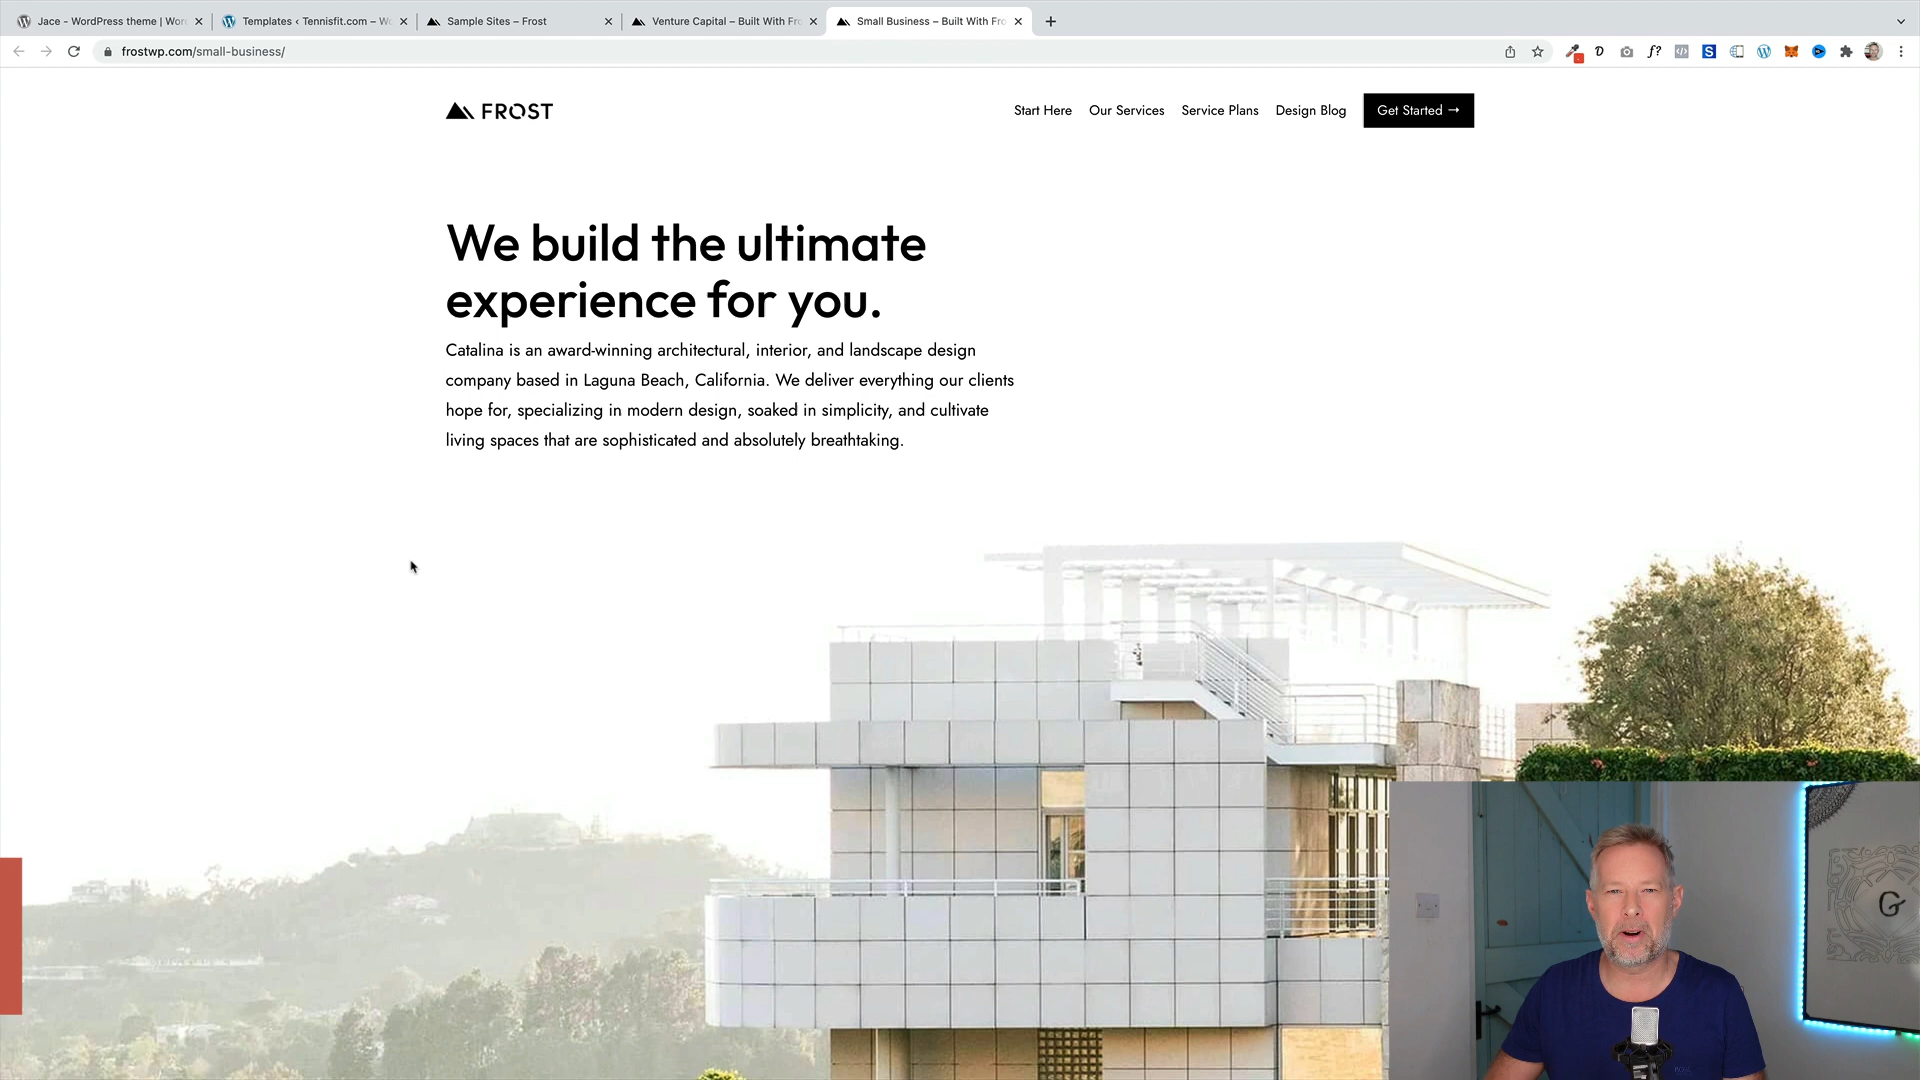 Jace - WordPress theme | Wor
Templates ‹ Tennisfit.com — Wo
Sample Sites – Frost
Venture Capital – Built With Fro
Small Business – Built With Fro
frostwp.com/small-business/
FROST
Start Here
Our Services
Service Plans
Design Blog
Get Started →
We build the ultimate
experience for you.
Catalina is an award-winning architectural, interior, and landscape design
company based in Laguna Beach, California. We deliver everything our clients
hope for, specializing in modern design, soaked in simplicity, and cultivate
living spaces that are sophisticated and absolutely breathtaking.
G